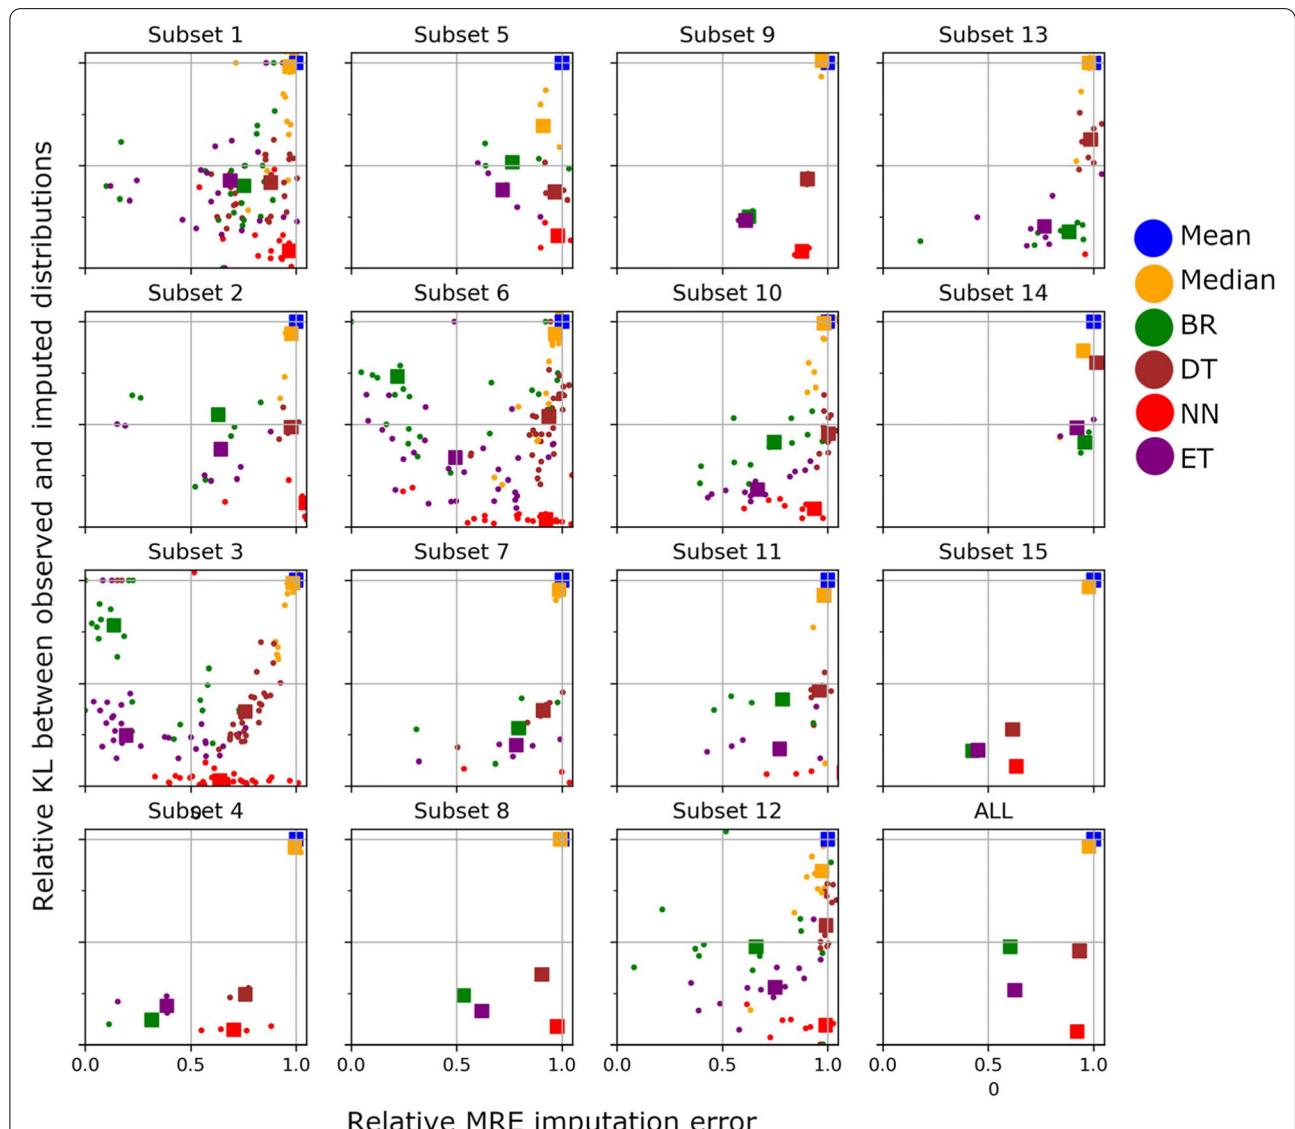 Subset 1
Subset 5
Subset 9
Subset 13
Subset 2
Subset 6
Subset 10
Subset 14
Subset 3
Subset 7
Subset 11
Subset 15
Subset 4
0
Subset 8
Subset 12
ALL
0.0 0.5 1.0
0.0 0.5 1.0
0.0 0.5 1.0
0.0 0.5 1.0
0
Relative KL between observed and imputed distributions
Relative MRE imputation error
Mean
Median
BR
DT
NN
ET